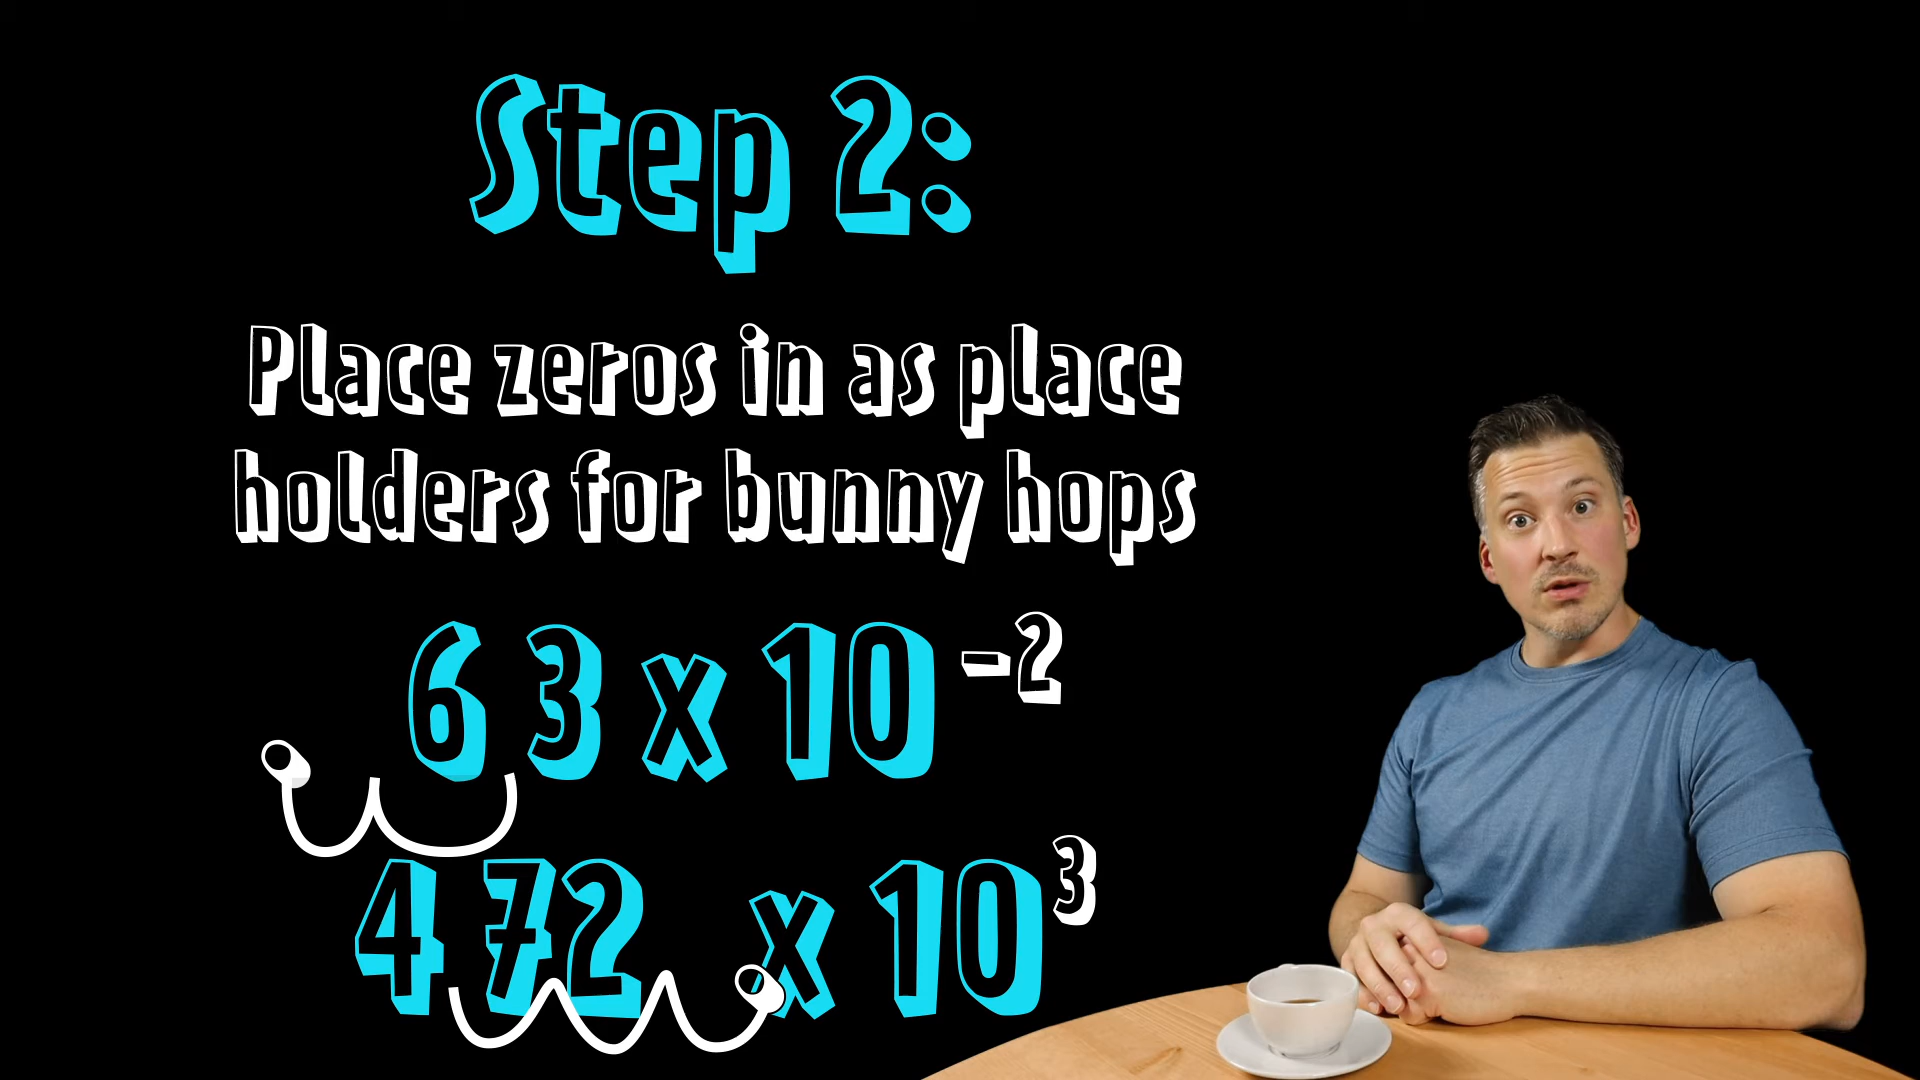 Step 2:
Place zeros in as place
holders for bunny hops
6 3 x 10 -2
4 72 x 10 3